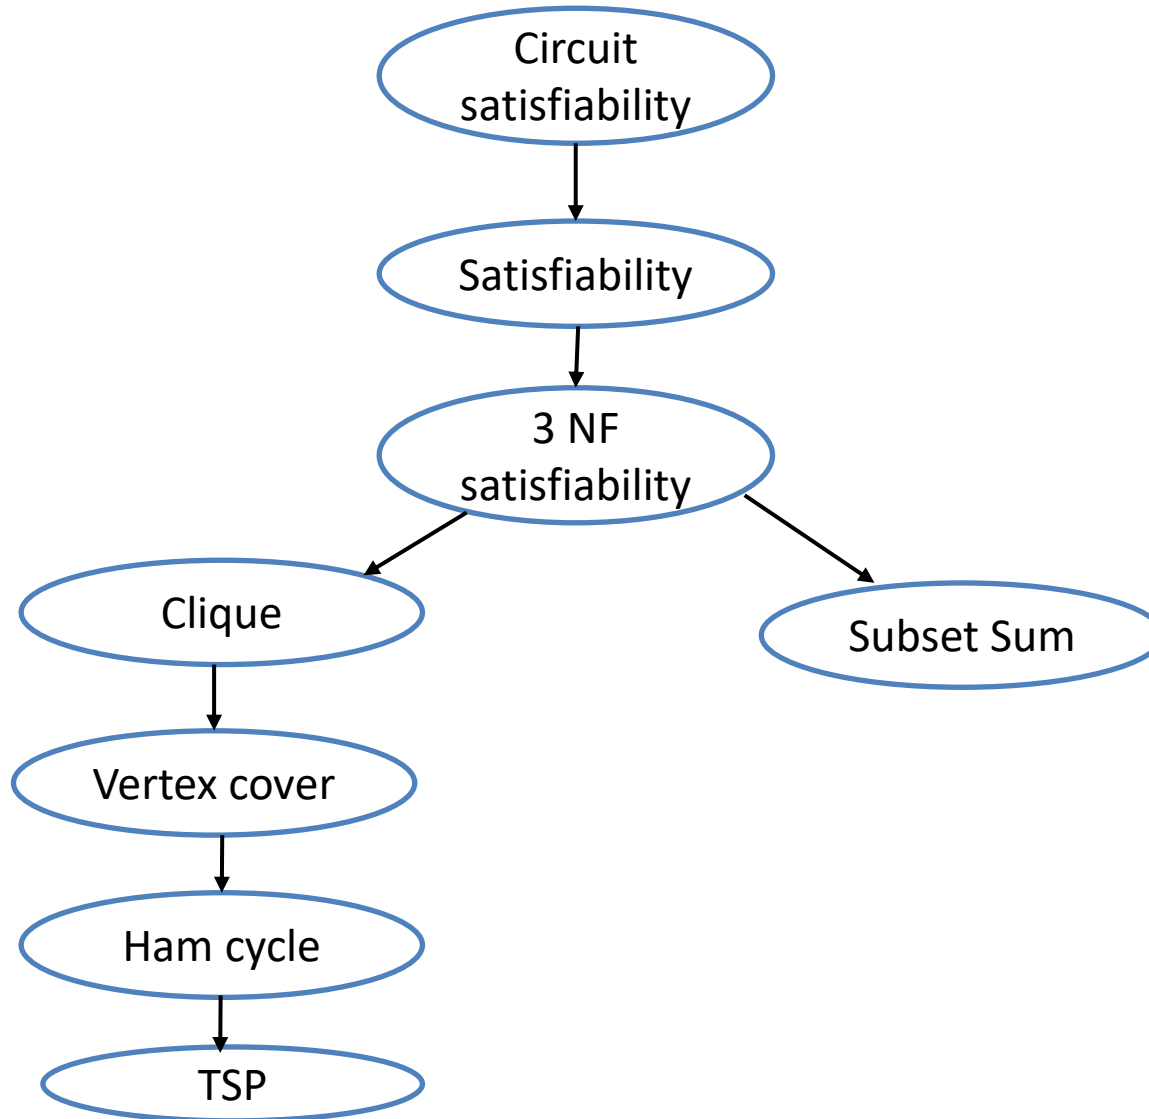 Circuit
satisfiability
Satisfiability
3 NF
satisfiability
Clique
Subset Sum
Vertex cover
Ham cycle
TSP